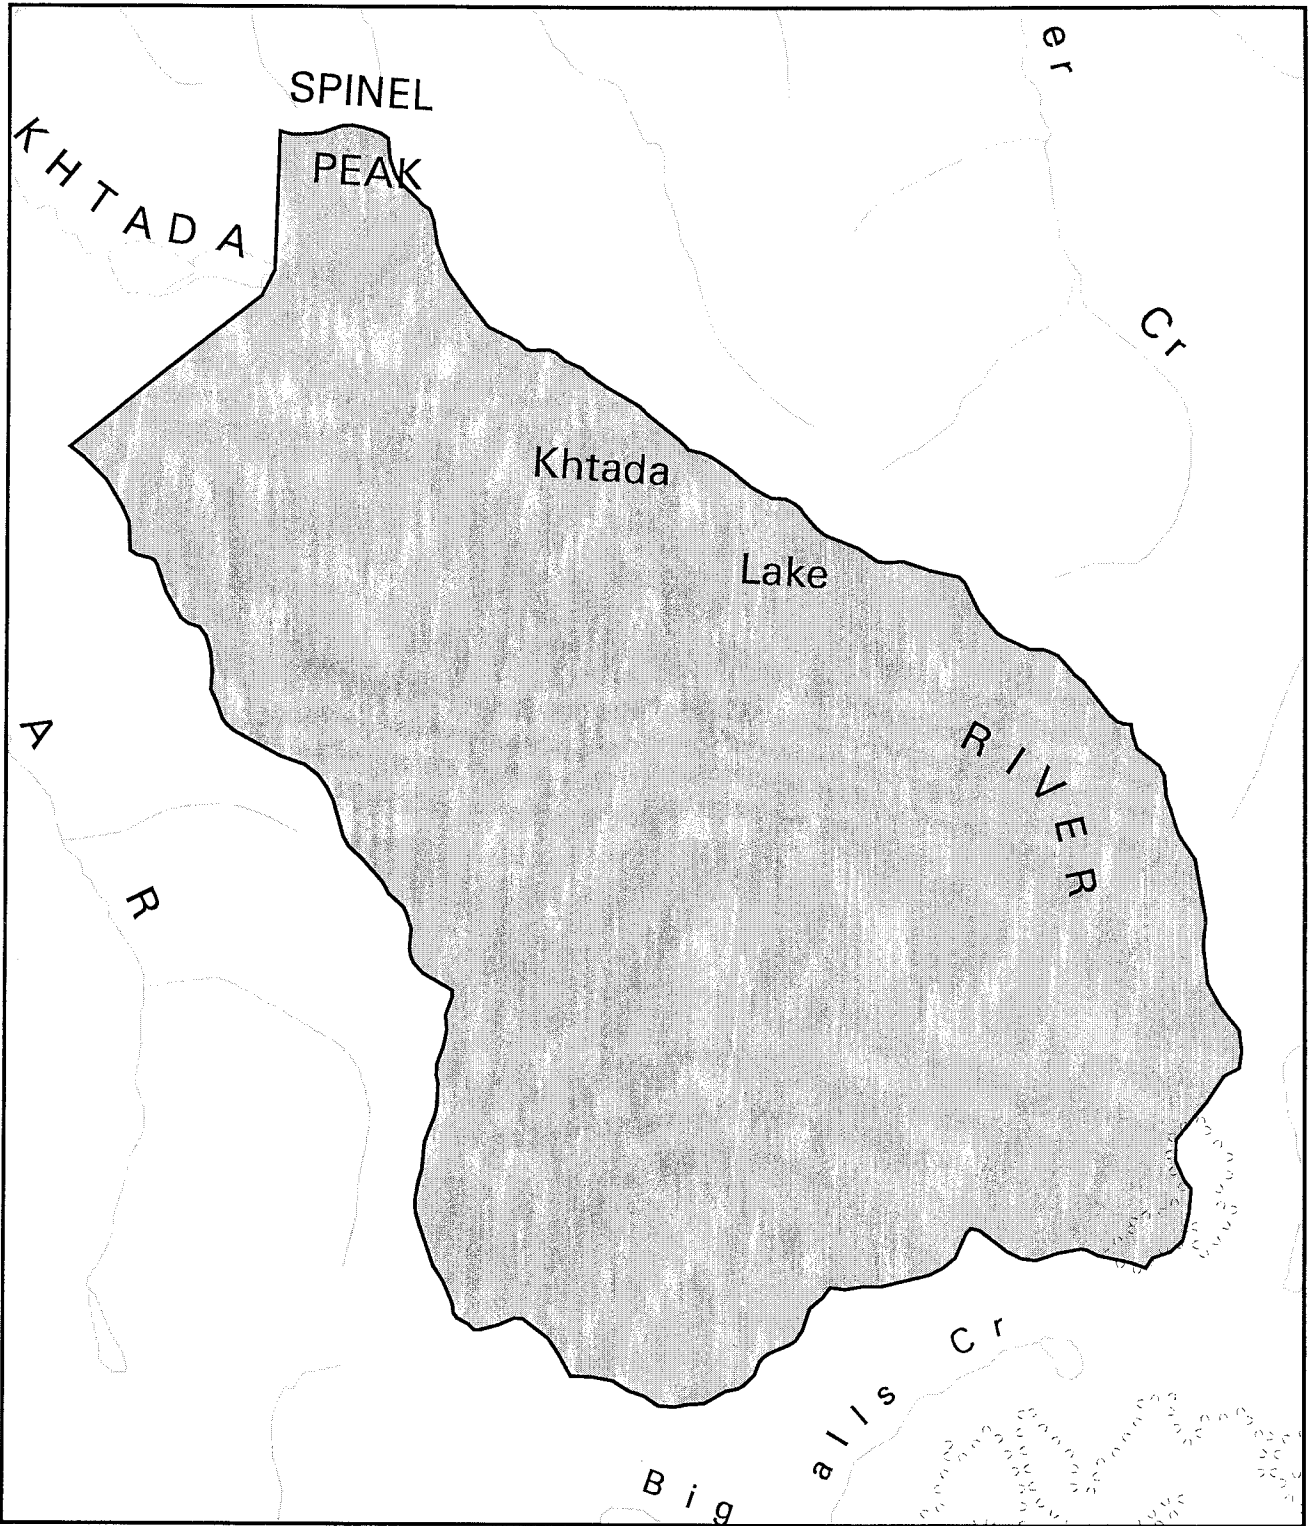 er
SPINEL
PEAK
KHTADA
Cr
Khtada
Lake
RIVER
A
R
Cr
alls
Big